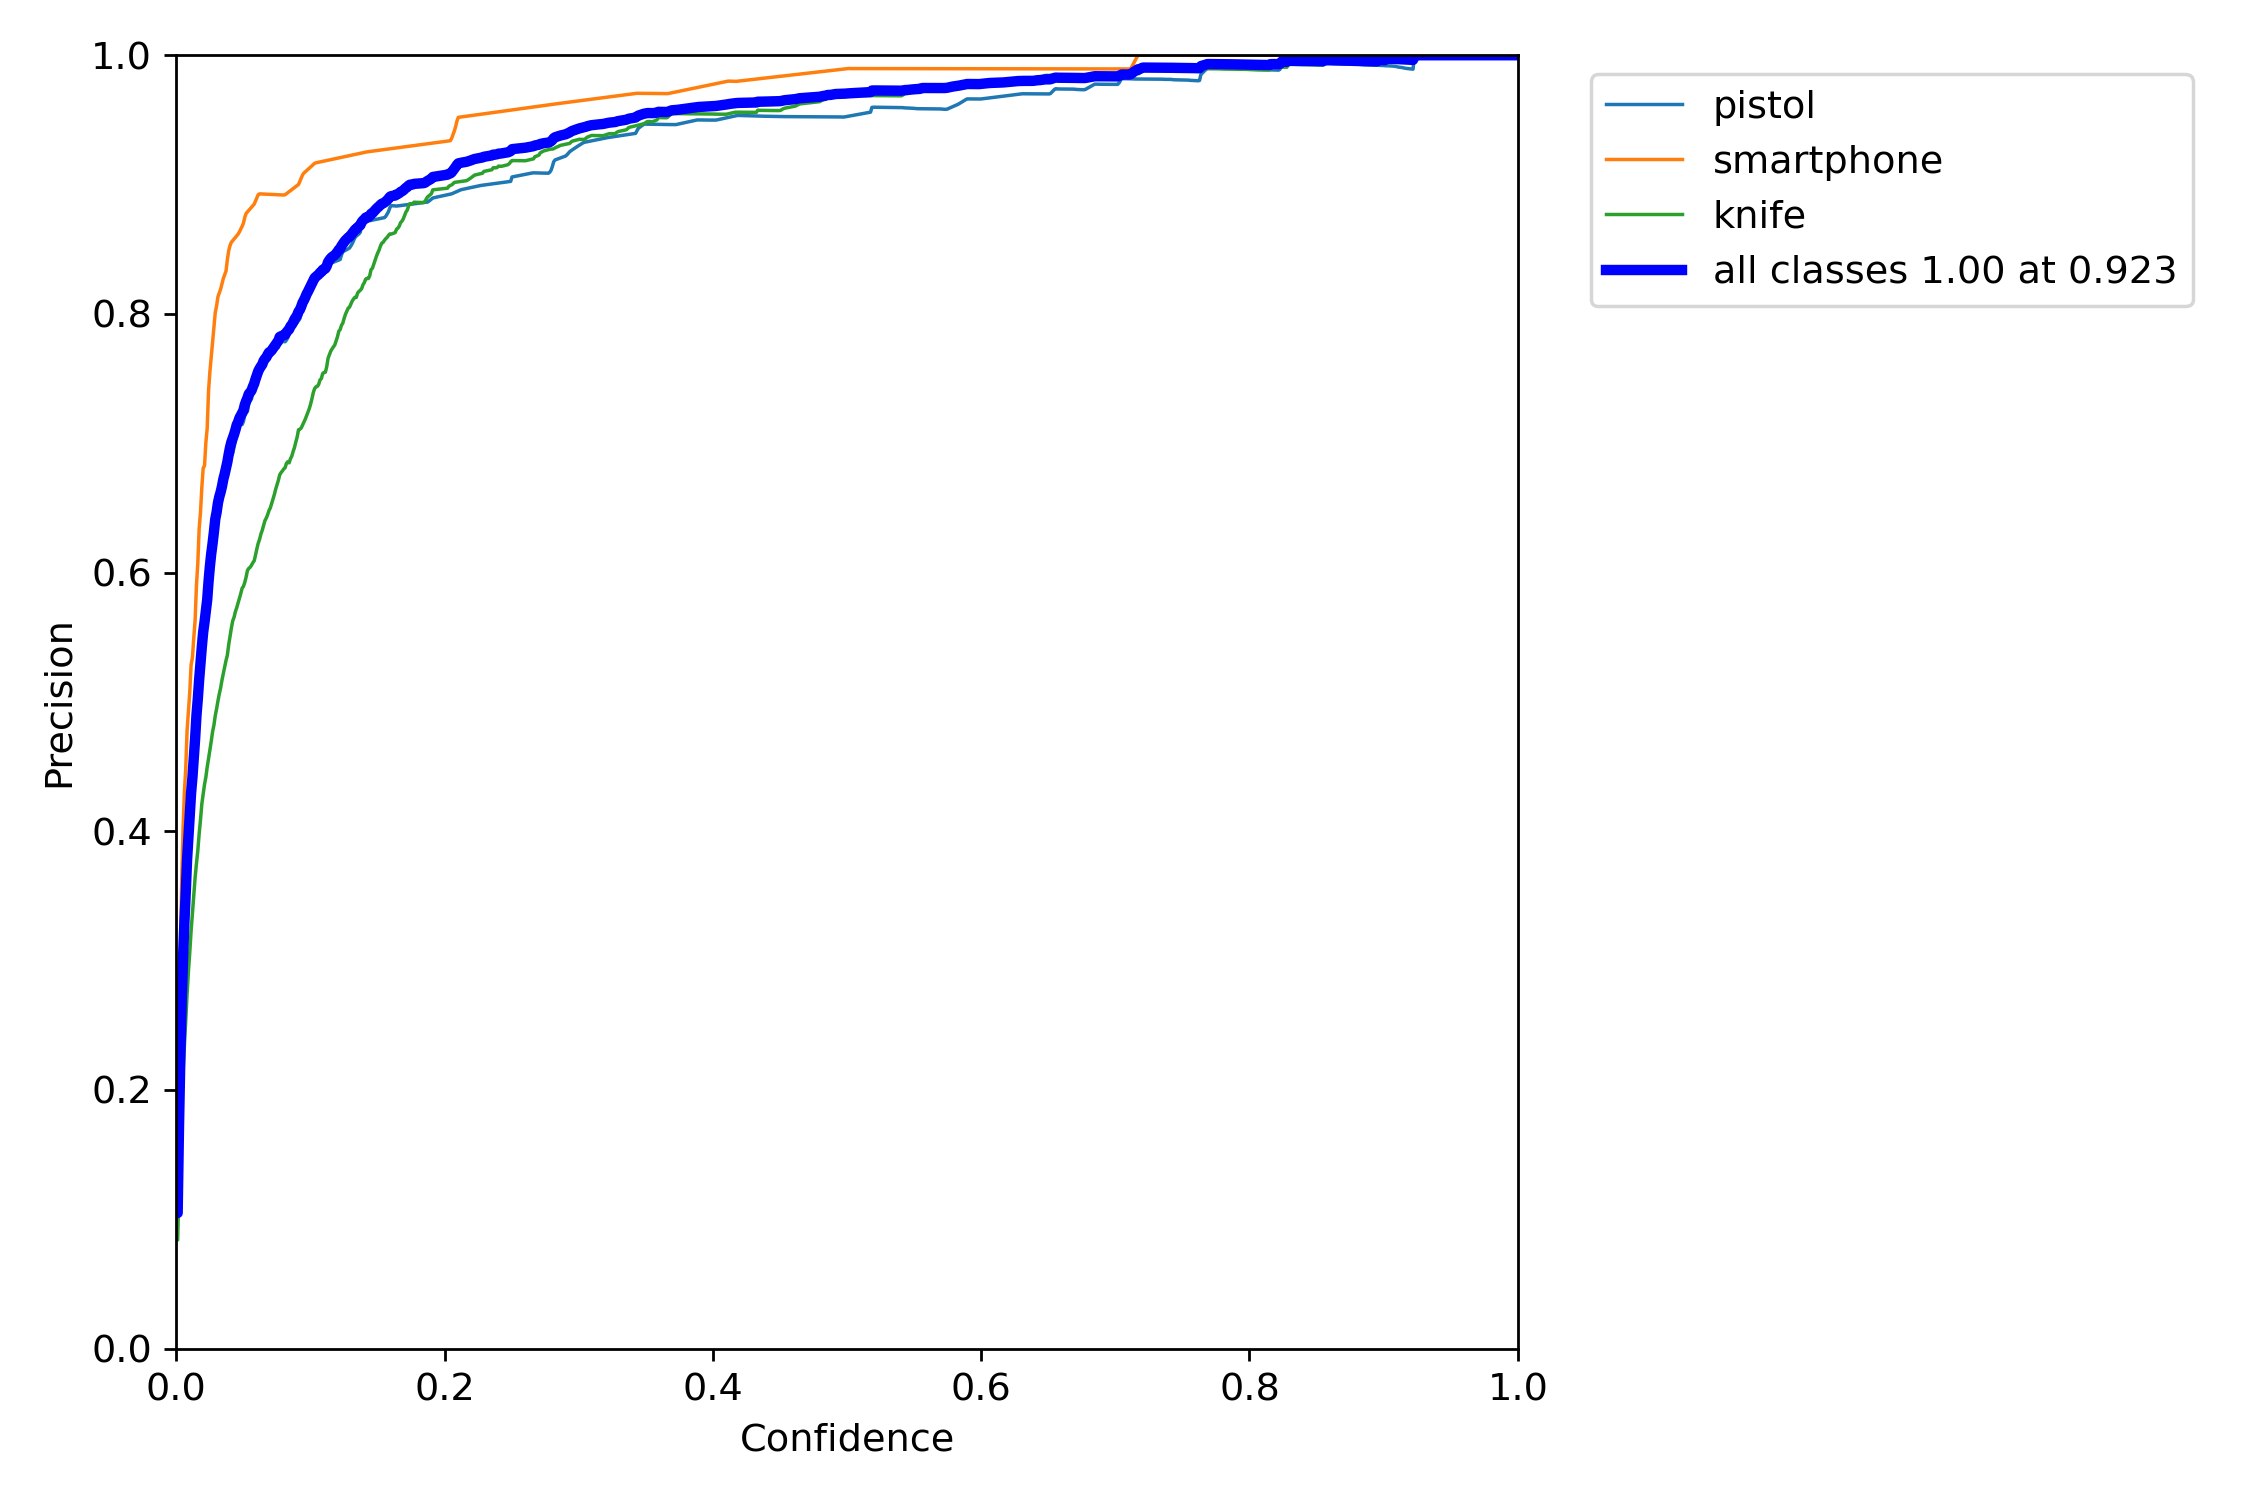 1.0
0.8
0.6
0.4
0.2
0.0
Precision
0.0 0.2 0.4 0.6 0.8 1.0
Confidence
pistol
smartphone
knife
all classes 1.00 at 0.923